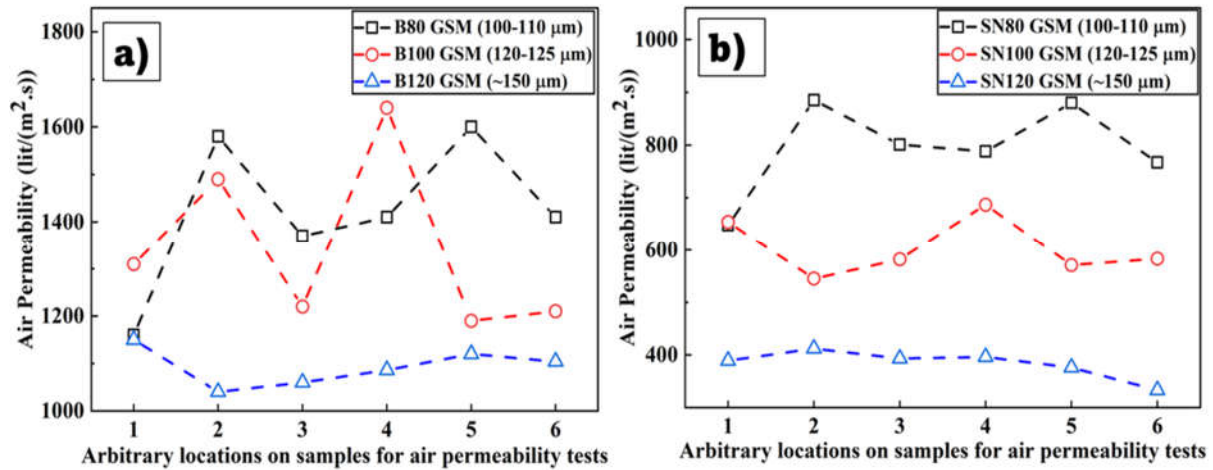 a)
B80 GSM (100-110 μm)
B100 GSM (120-125 μm)
B120 GSM (~150 μm)
Air Permeability (lit/(m².s))
1800
1600
1400
1200
1000
1 2 3 4 5 6
Arbitrary locations on samples for air permeability tests
b)
SN80 GSM (100-110 μm)
SN100 GSM (120-125 μm)
SN120 GSM (~150 μm)
Air Permeability (lit/(m².s))
1000
800
600
400
1 2 3 4 5 6
Arbitrary locations on samples for air permeability tests